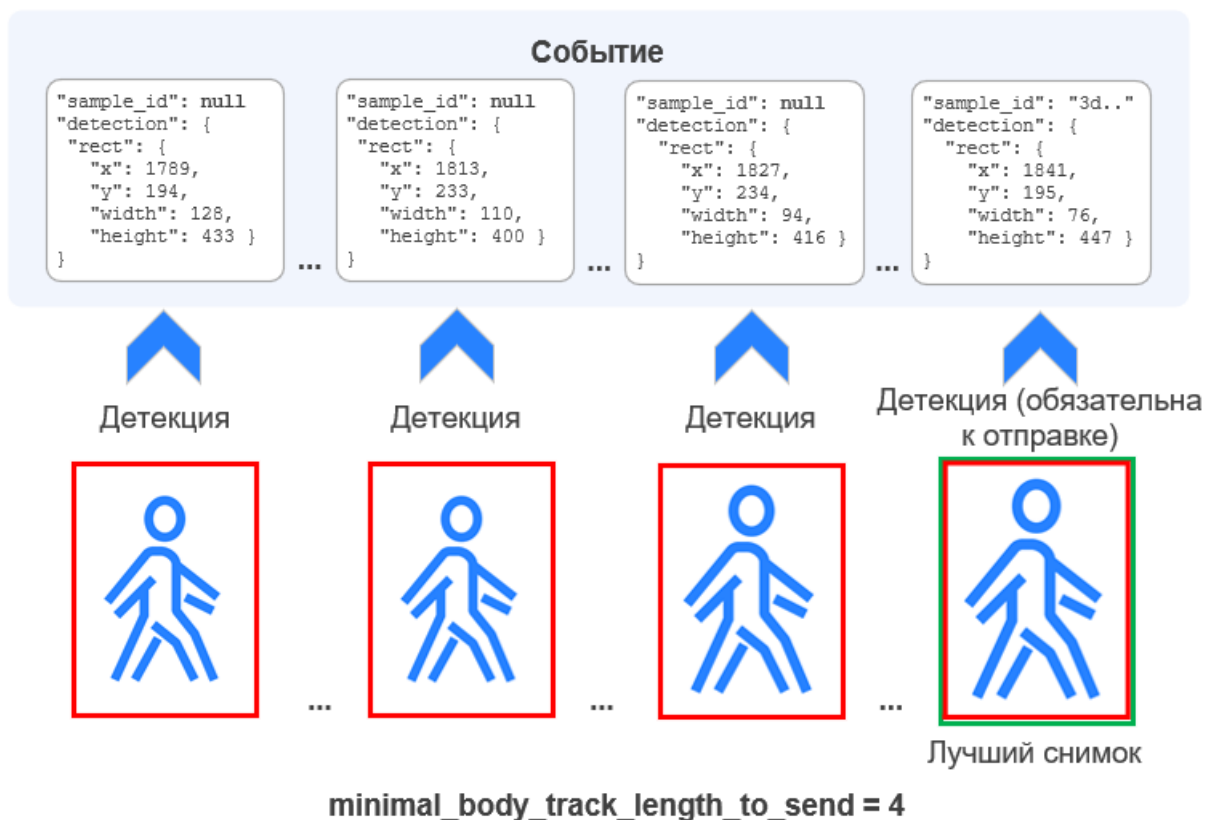 Событие
"sample_id": null
"detection": {
"rect": {
"x": 1789,
"y": 194,
"width": 128,
"height": 433 }
}
...
"sample_id": null
"detection": {
"rect": {
"x": 1813,
"y": 233,
"width": 110,
"height": 400 }
}
...
"sample_id": null
"detection": {
"rect": {
"x": 1827,
"y": 234,
"width": 94,
"height": 416 }
}
...
"sample_id": "3d.."
"detection": {
"rect": {
"x": 1841,
"y": 195,
"width": 76,
"height": 447 }
}
Детекция
Детекция
Детекция
Детекция (обязательна
к отправке)
...
...
...
Лучший снимок
minimal_body_track_length_to_send = 4